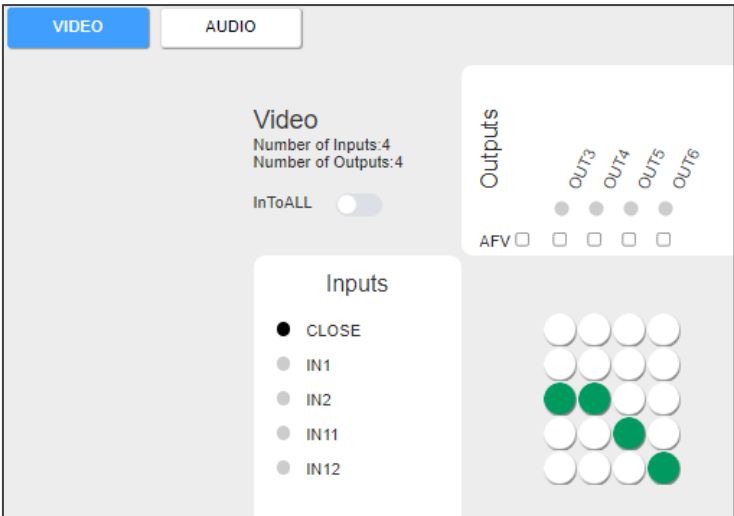 VIDEO
AUDIO
Video
Number of Inputs:4
Number of Outputs:4
InToALL
Outputs
OUT3
OUT4
OUT5
OUT6
AFV
Inputs
CLOSE
IN1
IN2
IN11
IN12